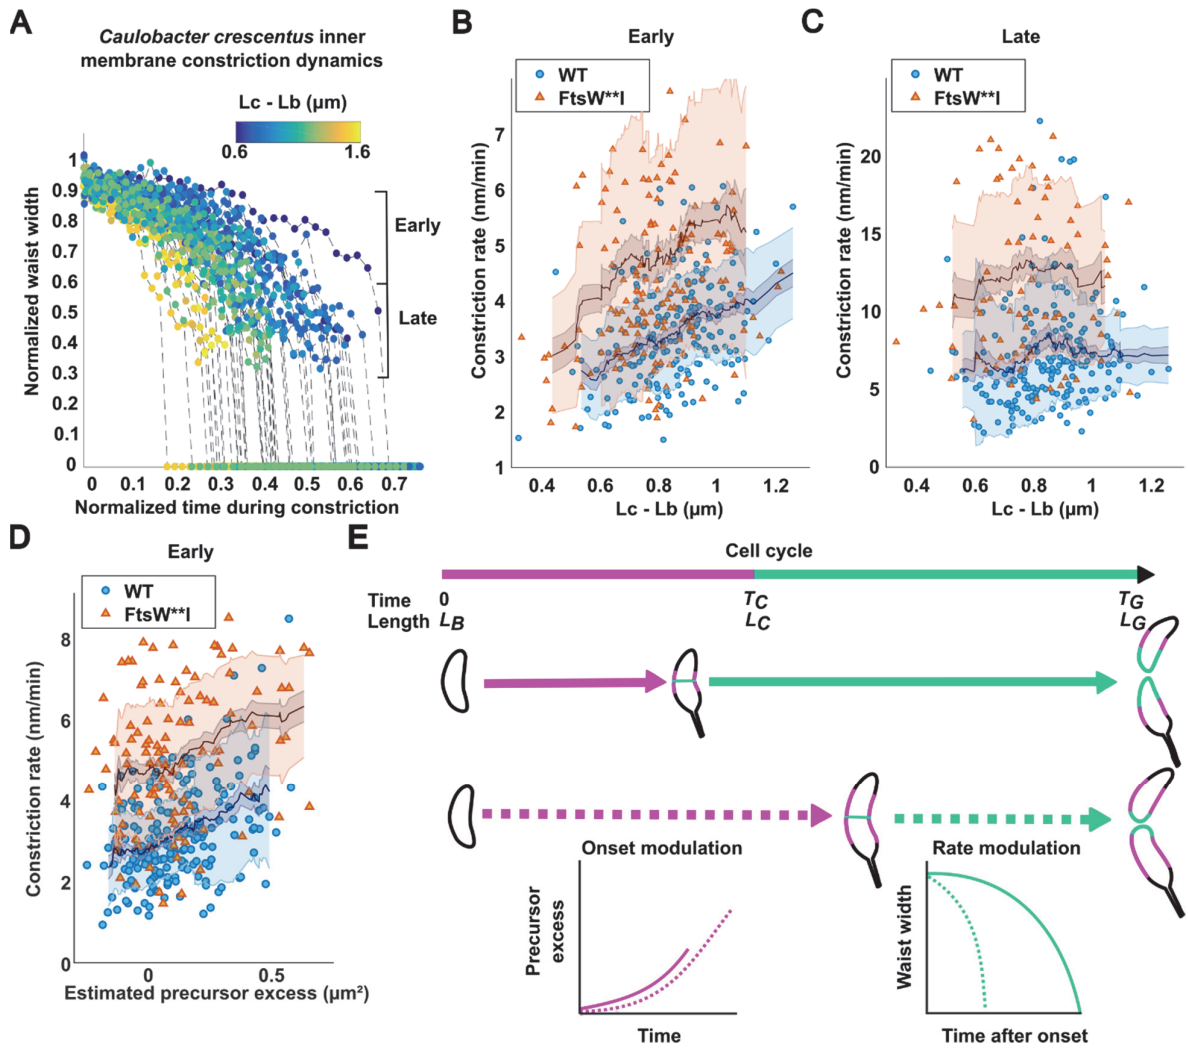 A
Caulobacter crescentus inner
membrane constriction dynamics
Lc - Lb (µm)
0.6
1.6
Normalized waist width
1
0.9
0.8
0.7
0.6
0.5
0.4
0.3
0.2
0.1
0
Early
Late
0 0.1 0.2 0.3 0.4 0.5 0.6 0.7
Normalized time during constriction
B
Early
WT
FtsW**I
Constriction rate (nm/min)
7
6
5
4
3
2
1
0.4 0.6 0.8 1.0 1.2
Lc - Lb (µm)
C
Late
WT
FtsW**I
Constriction rate (nm/min)
20
15
10
5
0
0.4 0.6 0.8 1.0 1.2
Lc - Lb (µm)
D
Early
WT
FtsW**I
Constriction rate (nm/min)
8
6
4
2
0
0 0.5
Estimated precursor excess (µm²)
E
Cell cycle
Time 0 TC TG
Length LB LC LG
Onset modulation
Precursor
excess
Time
Rate modulation
Waist width
Time after onset